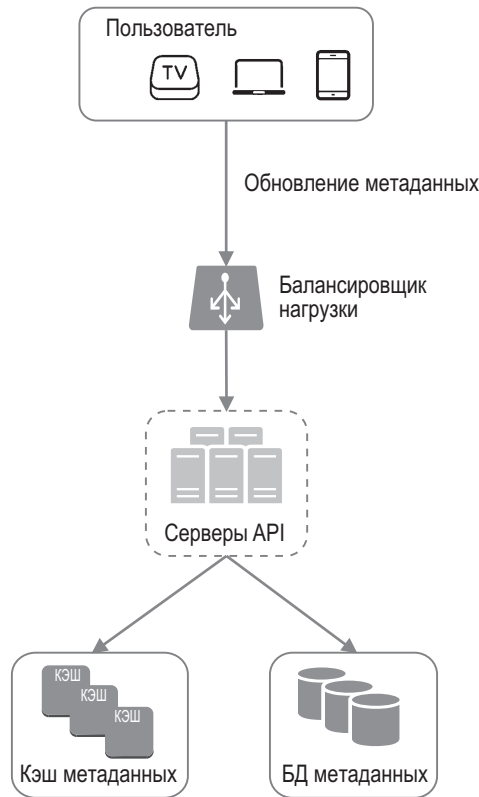 Пользователь
TV
Обновление метаданных
Балансировщик
нагрузки
Серверы API
КЭШ
КЭШ
КЭШ
Кэш метаданных
БД метаданных